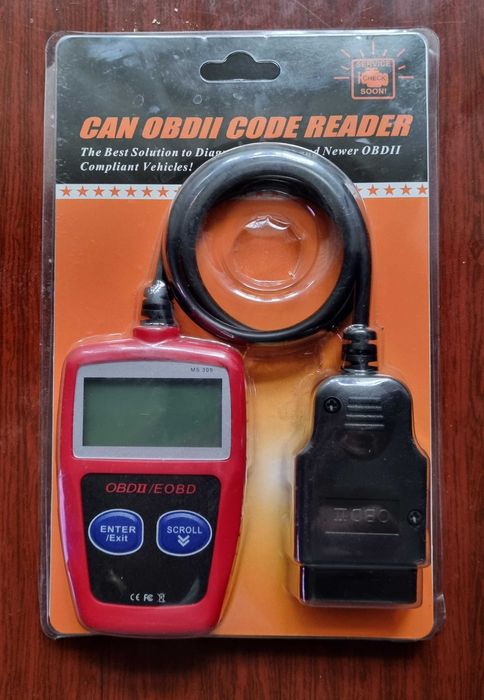 SERVICE
CHECK
SOON!
CAN OBDII CODE READER
The Best Solution to Diag nd Newer OBDII
Compliant Vehicles!
MS 309
OBDII/EOBD
ENTER
/Exit
SCROLL
CE FC
OBDII